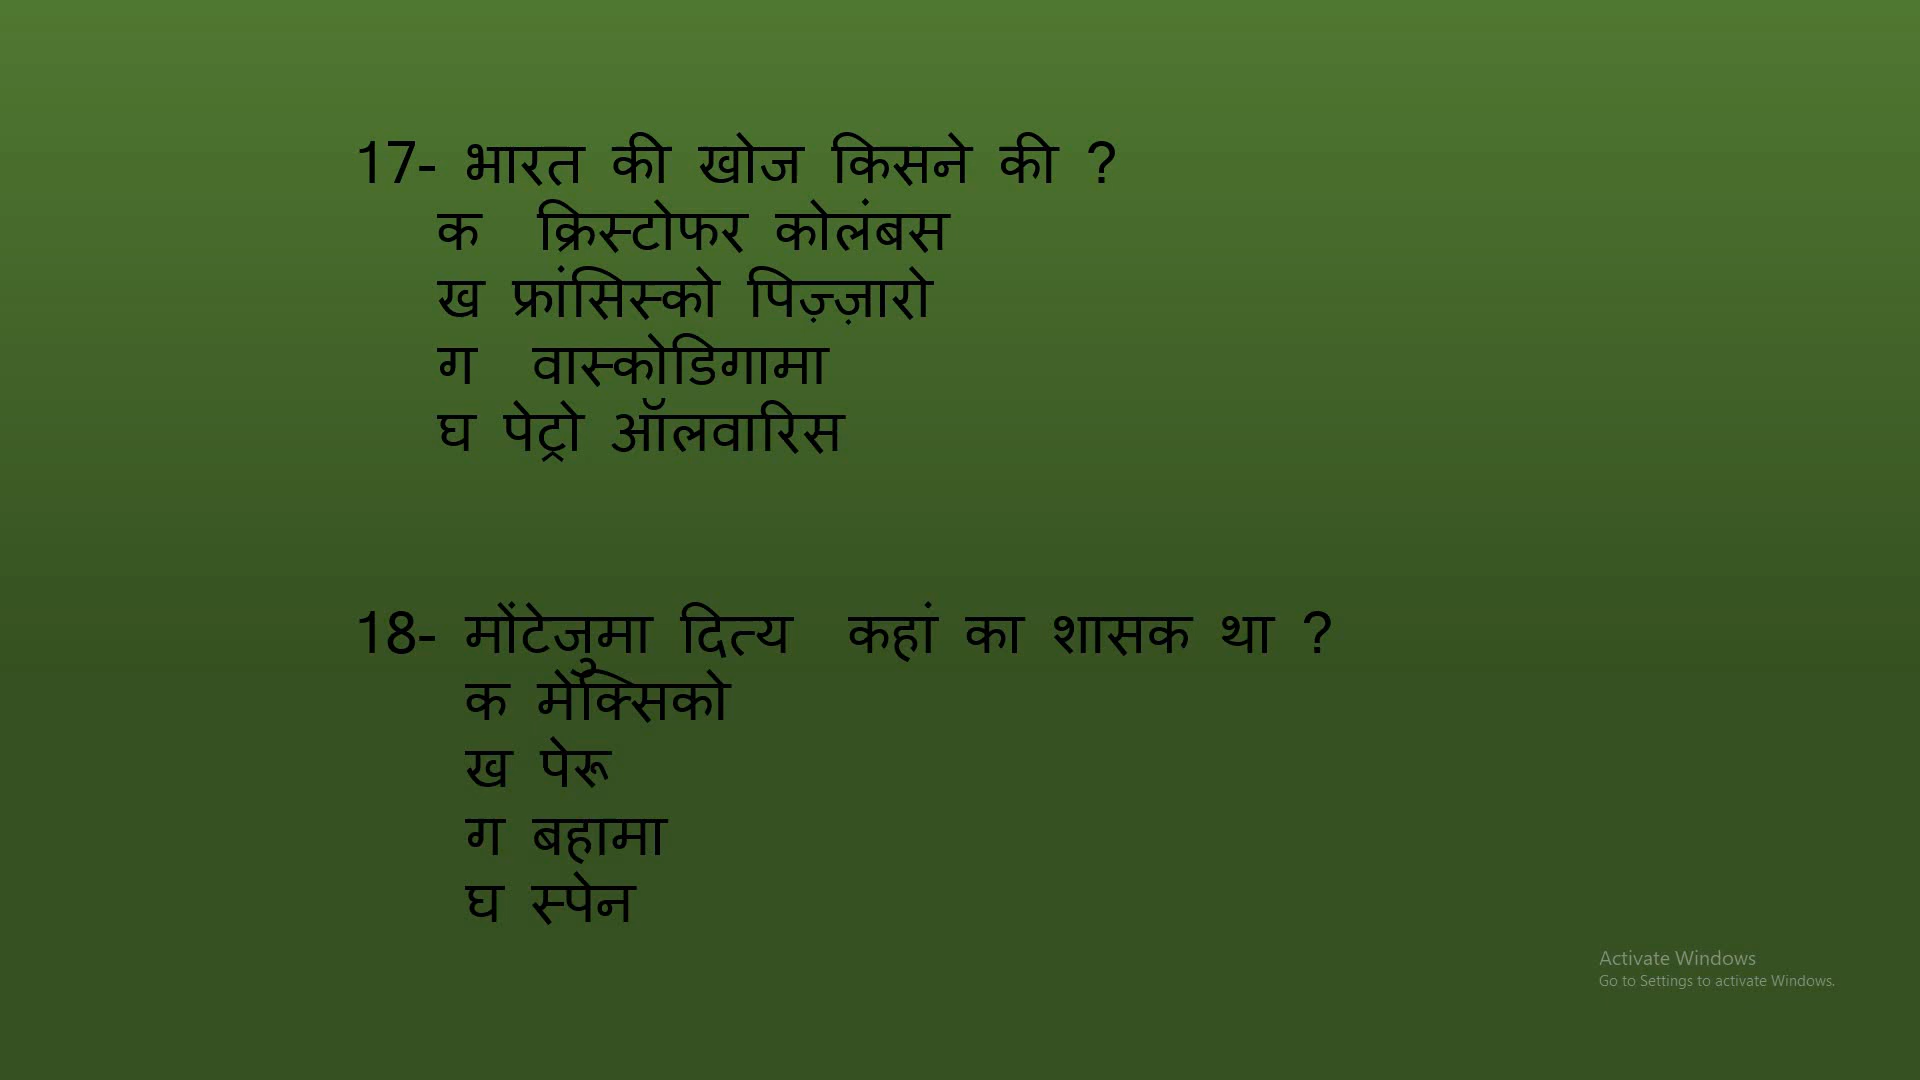 17- भारत की खोज किसने की ?
क क्रिस्टोफर कोलंबस
ख फ्रांसिस्को पिज़्ज़ारो
ग वास्कोडिगामा
घ पेट्रो ऑलवारिस
18- मोंटेजुमा दित्य कहां का शासक था ?
क मेक्सिको
ख पेरू
ग बहामा
घ स्पेन
Activate Windows
Go to Settings to activate Windows.